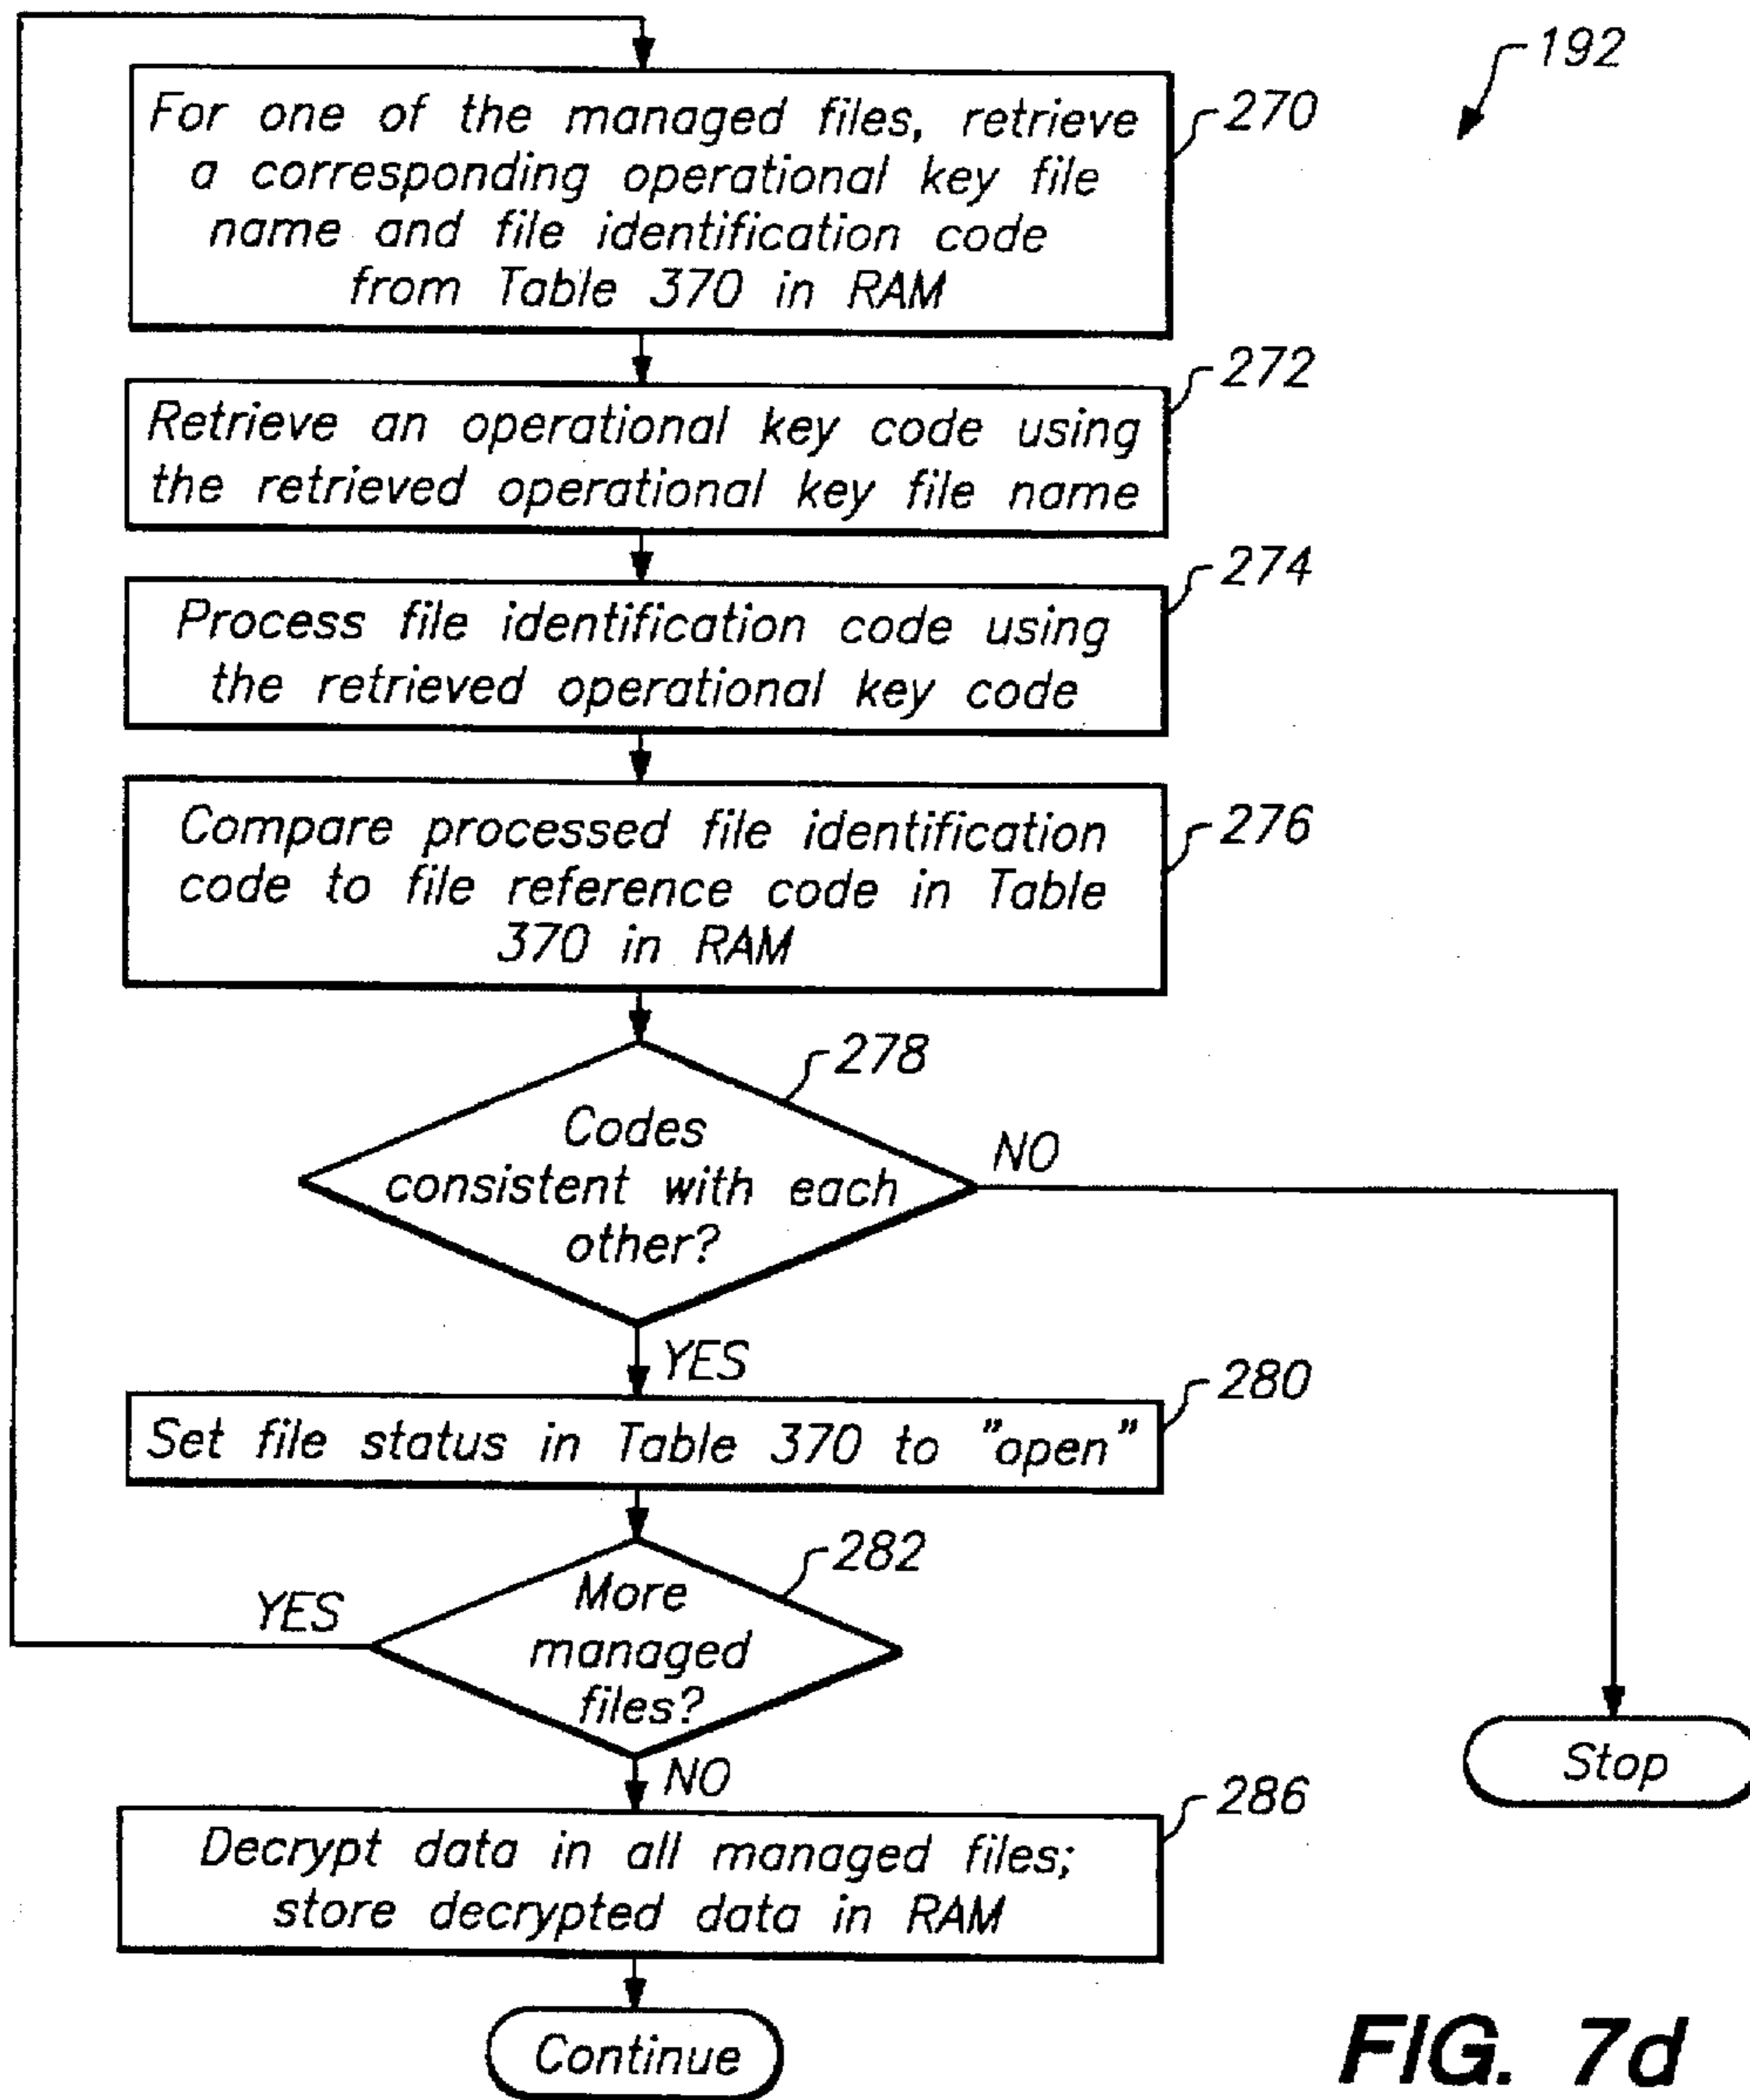 192
For one of the managed files, retrieve
a corresponding operational key file
name and file identification code
from Table 370 in RAM
270
Retrieve an operational key code using
the retrieved operational key file name
272
Process file identification code using
the retrieved operational key code
274
Compare processed file identification
code to file reference code in Table
370 in RAM
276
Codes
consistent with each
other?
278
NO
YES
Set file status in Table 370 to "open"
280
More
managed
files?
282
YES
NO
Stop
Decrypt data in all managed files;
store decrypted data in RAM
286
Continue
FIG. 7d